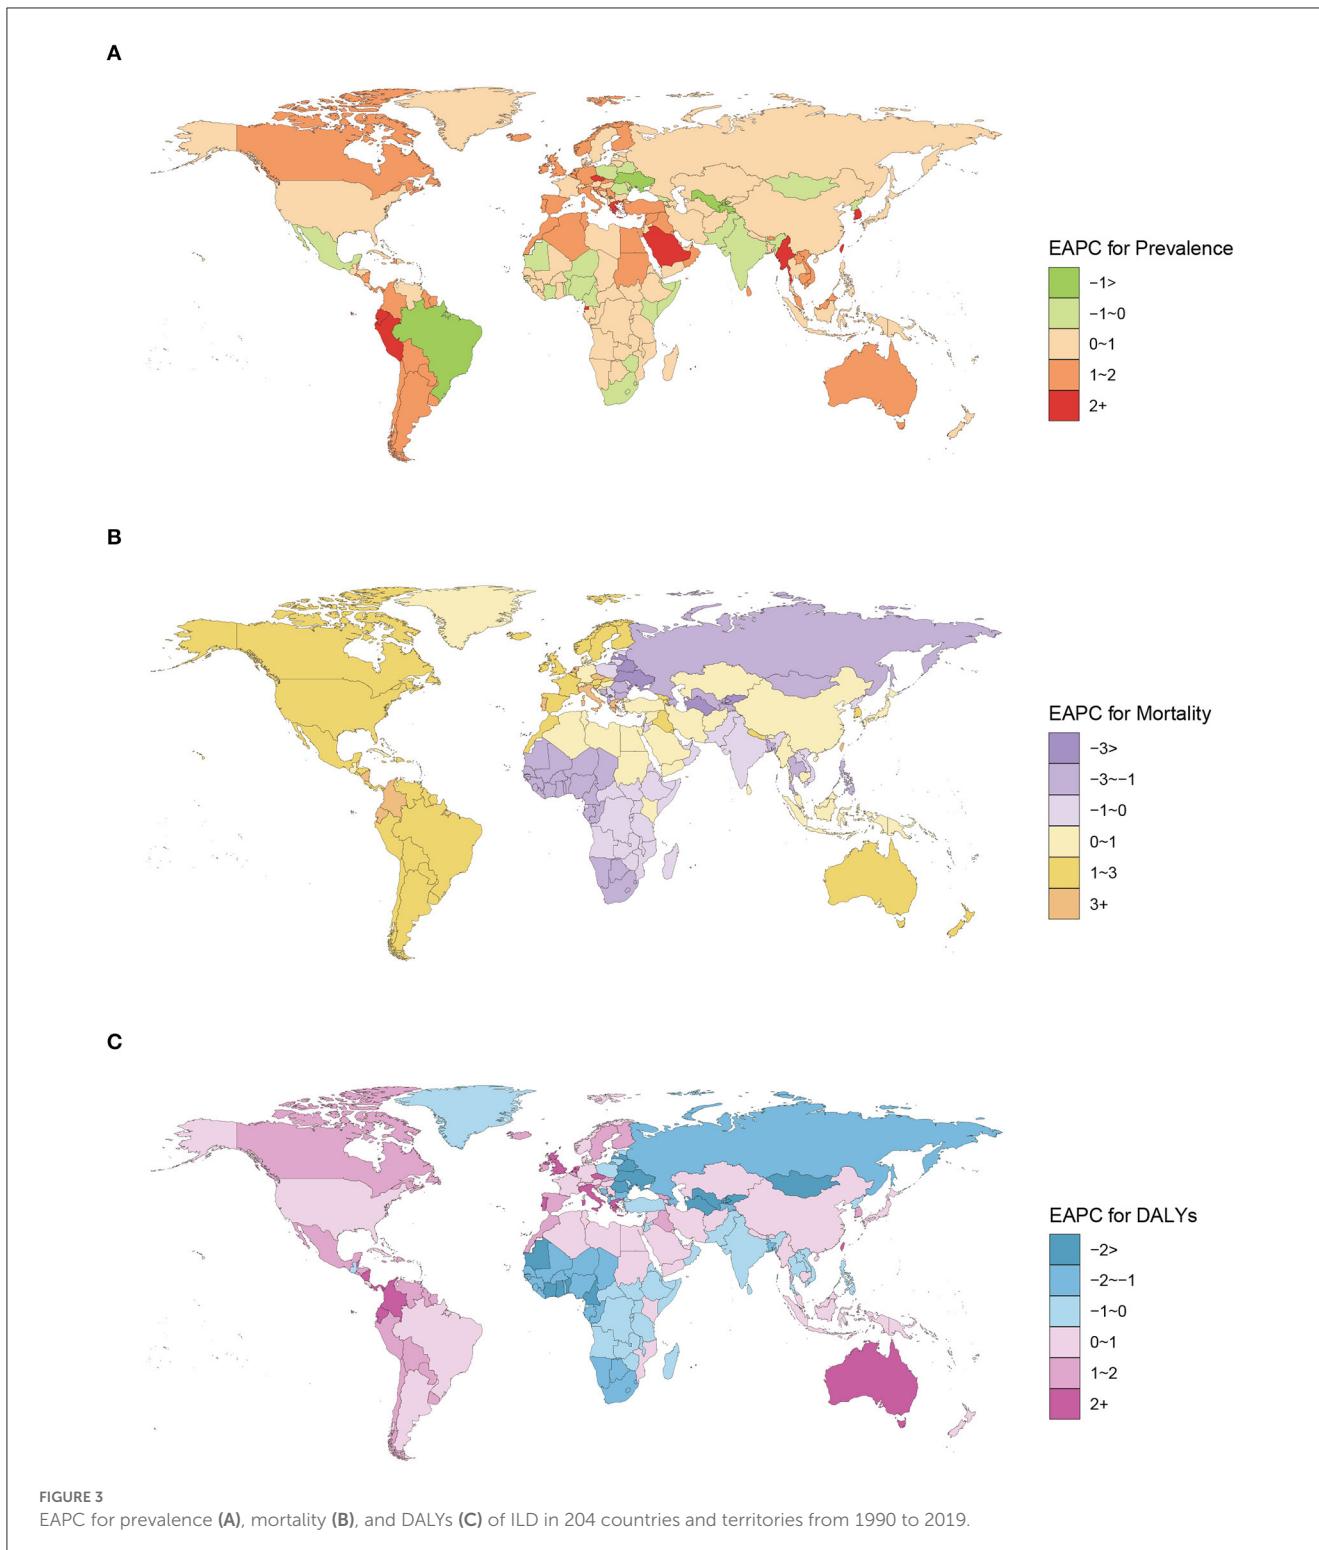 A
EAPC for Prevalence
−1>
−1~0
0~1
1~2
2+
B
EAPC for Mortality
−3>
−3~−1
−1~0
0~1
1~3
3+
C
EAPC for DALYs
−2>
−2~−1
−1~0
0~1
1~2
2+
FIGURE 3
EAPC for prevalence (A), mortality (B), and DALYs (C) of ILD in 204 countries and territories from 1990 to 2019.